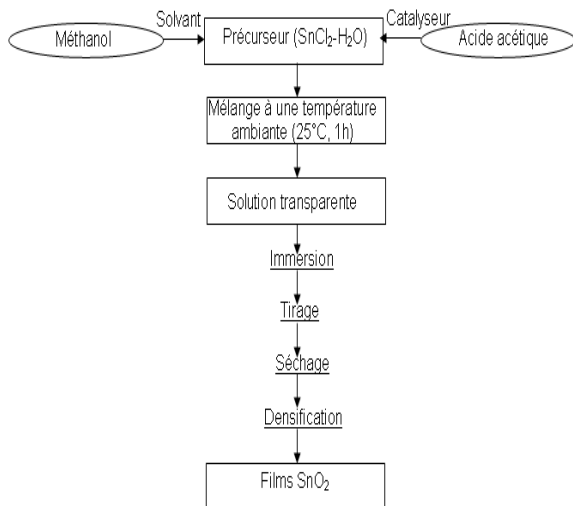 Solvant
Catalyseur
Méthanol
Précurseur (SnCl₂-H₂O)
Acide acétique
Mélange à une température
ambiante (25°C, 1h)
Solution transparente
Immersion
Tirage
Séchage
Densification
Films SnO₂